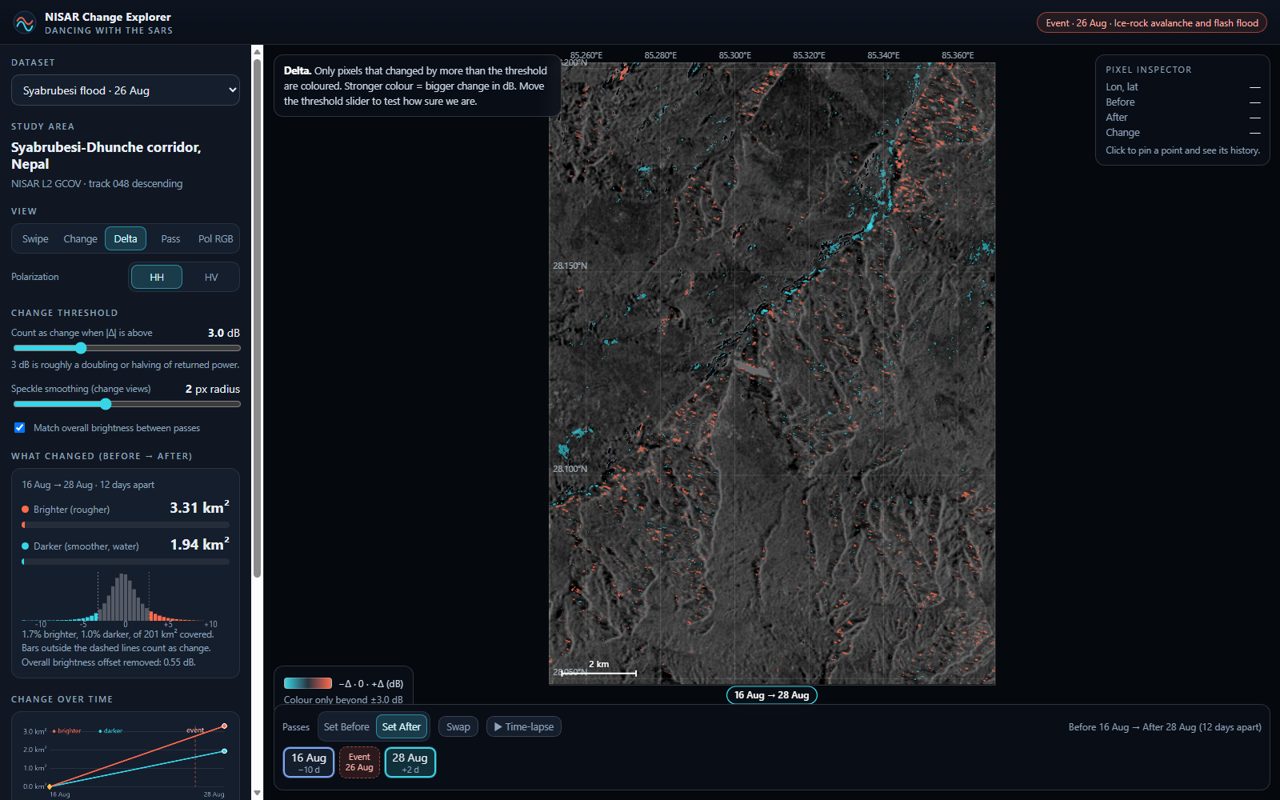 NISAR Change Explorer
DANCING WITH THE SARS
Event · 26 Aug · Ice-rock avalanche and flash flood
DATASET
Syabrubesi flood · 26 Aug
STUDY AREA
Syabrubesi-Dhunche corridor,
Nepal
NISAR L2 GCOV · track 048 descending
VIEW
Swipe Change Delta Pass Pol RGB
Polarization HH HV
CHANGE THRESHOLD
Count as change when |Δ| is above 3.0 dB
3 dB is roughly a doubling or halving of returned power.
Speckle smoothing (change views) 2 px radius
Match overall brightness between passes
WHAT CHANGED (BEFORE → AFTER)
16 Aug → 28 Aug · 12 days apart
Brighter (rougher) 3.31 km²
Darker (smoother, water) 1.94 km²
-10 -5 0 +5 +10
1.7% brighter, 1.0% darker, of 201 km² covered.
Bars outside the dashed lines count as change.
Overall brightness offset removed: 0.55 dB.
CHANGE OVER TIME
3.0 km² brighter darker event
2.0 km²
1.0 km²
0.0 km²
16 Aug 28 Aug
Delta. Only pixels that changed by more than the threshold
are coloured. Stronger colour = bigger change in dB. Move
the threshold slider to test how sure we are.
85.260°E 85.280°E 85.300°E 85.320°E 85.340°E 85.360°E
28.150°N
28.100°N
2 km
−Δ · 0 · +Δ (dB)
Colour only beyond ±3.0 dB
16 Aug → 28 Aug
PIXEL INSPECTOR
Lon, lat —
Before —
After —
Change —
Click to pin a point and see its history.
Passes Set Before Set After Swap ▶ Time-lapse
Before 16 Aug → After 28 Aug (12 days apart)
16 Aug
−10 d
Event
26 Aug
28 Aug
+2 d